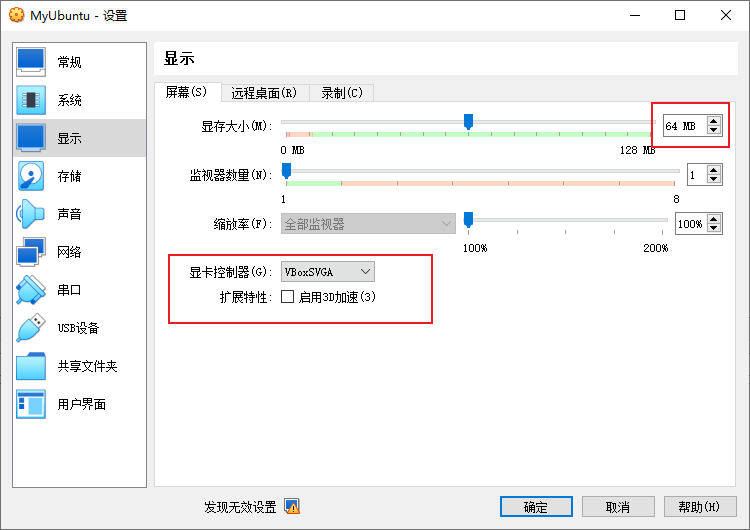 MyUbuntu - 设置
常规
系统
显示
存储
声音
网络
串口
USB设备
共享文件夹
用户界面
显示
屏幕(S) 远程桌面(R) 录制(C)
显存大小(M): 64 MB
0 MB 128 MB
监视器数量(N): 1
1 8
缩放率(F): 全部监视器 100%
100% 200%
显卡控制器(G): VBoxSVGA
扩展特性: 启用3D加速(3)
发现无效设置 确定 取消 帮助(H)